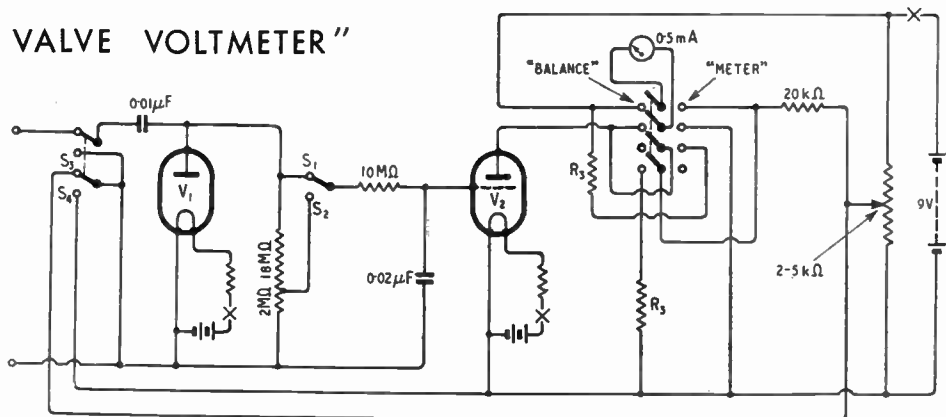 VALVE VOLTMETER”
0·5mA
“BALANCE”
“METER”
0·01μF
20kΩ
S3
S4
V1
S1
S2
10MΩ
V2
R3
9V
2-5kΩ
2MΩ 18MΩ
0·02μF
R3